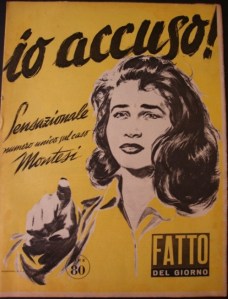 io accuso!
Sensazionale
numero unico sul caso
Montesi
80
FATTO
DEL GIORNO